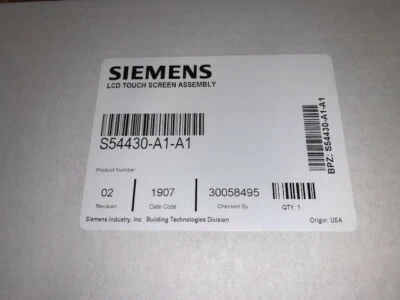 SIEMENS
LCD TOUCH SCREEN ASSEMBLY
S54430-A1-A1
Product Number
02
Revision
1907
Date Code
30058495
Checked By
QTY: 1
Siemens Industry, Inc. Building Technologies Division
Origin: USA
BPZ: S54430-A1-A1